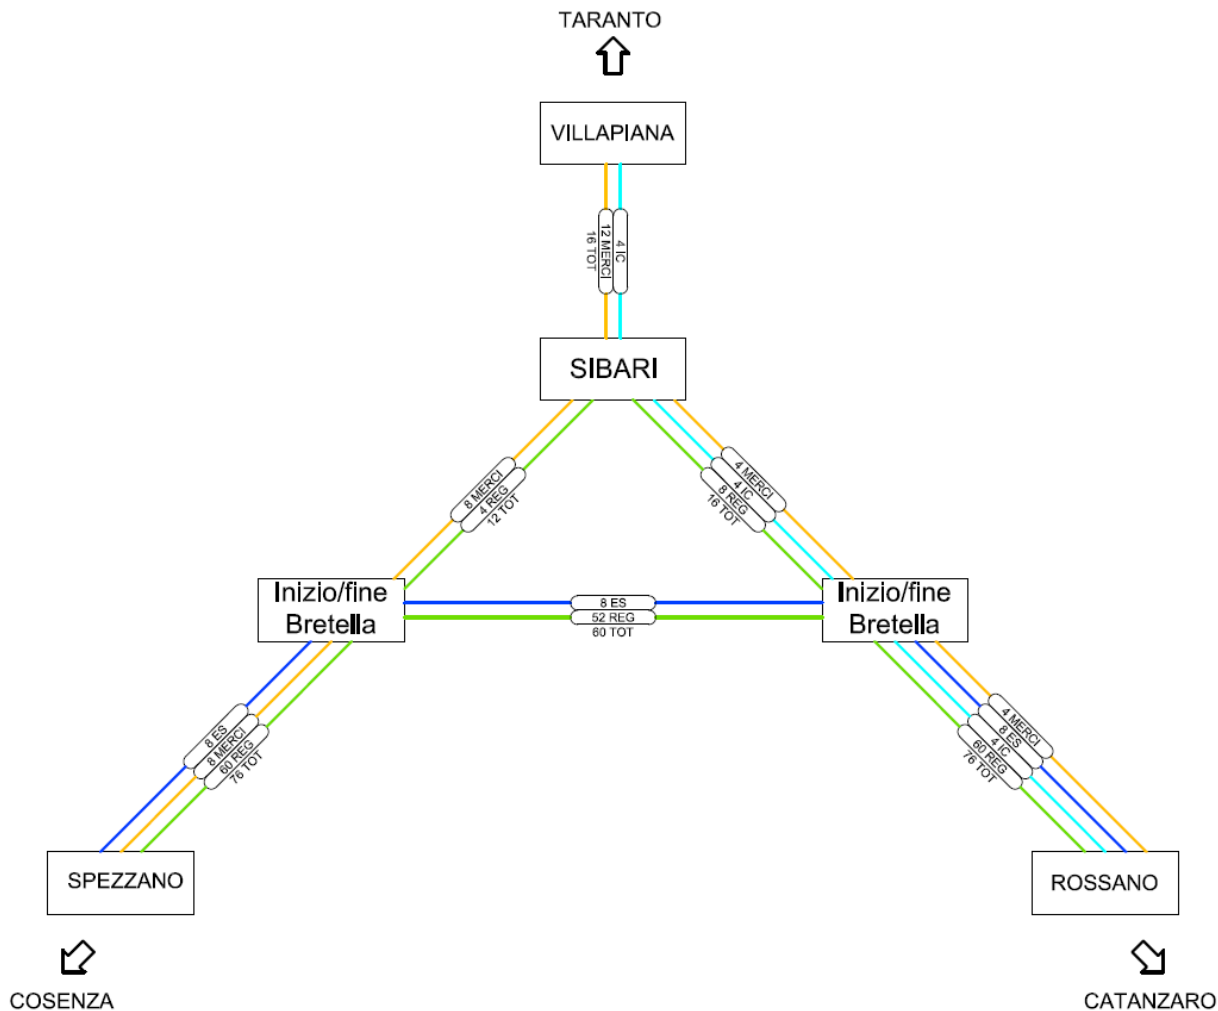 TARANTO
VILLAPIANA
4 IC
12 MERCI
16 TOT
SIBARI
8 MERCI
4 REG
12 TOT
4 MERCI
4 IC
8 REG
16 TOT
Inizio/fine
Bretella
8 ES
52 REG
60 TOT
Inizio/fine
Bretella
8 ES
8 MERCI
60 REG
76 TOT
4 MERCI
8 ES
4 IC
60 REG
76 TOT
SPEZZANO
ROSSANO
COSENZA
CATANZARO